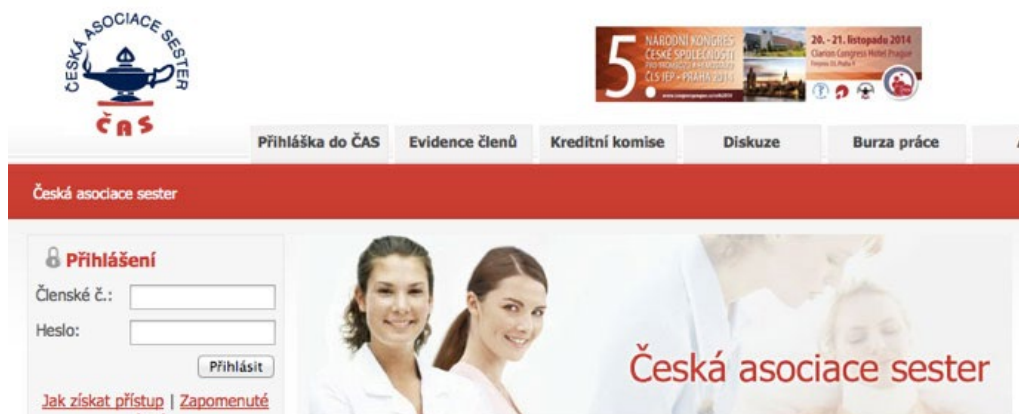 ČESKÁ ASOCIACE SESTER
ČAS
5.
NÁRODNÍ KONGRES
ČESKÉ SPOLEČNOSTI
ČLS JEP • PRAHA 2014
20. - 21. listopadu 2014
Clarion Congress Hotel Prague
Přihláška do ČAS
Evidence členů
Kreditní komise
Diskuze
Burza práce
Česká asociace sester
Přihlášení
Členské č.:
Heslo:
Přihlásit
Jak získat přístup | Zapomenuté
Česká asociace sester